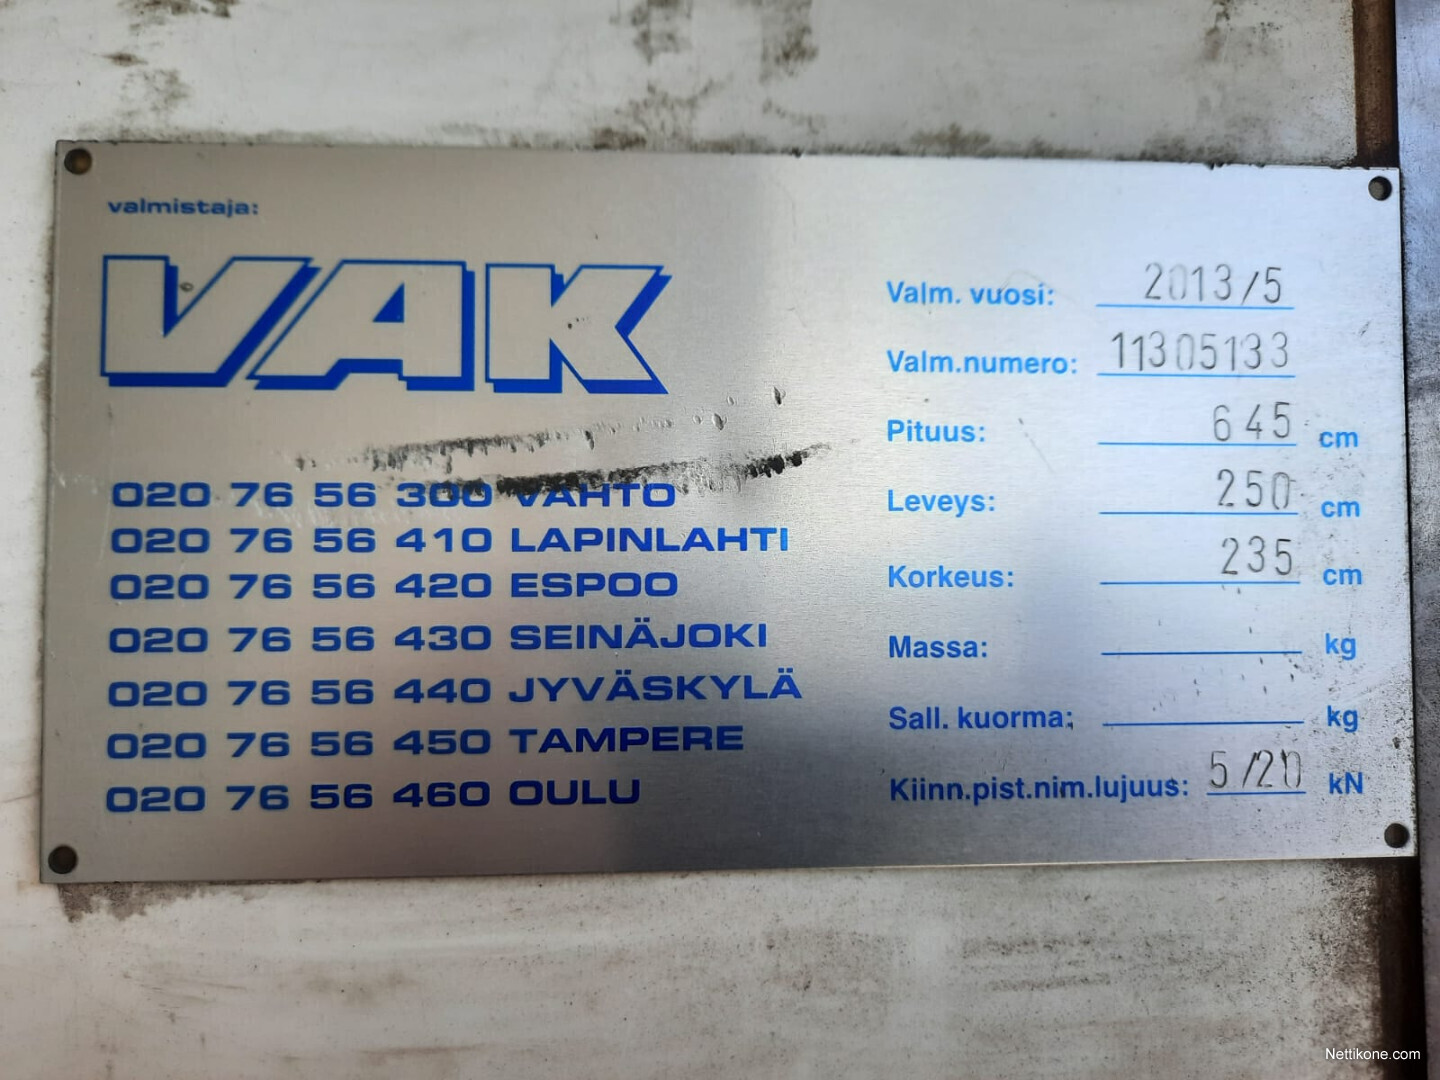 valmistaja:
VAK
020 76 56 300 VAHTO
020 76 56 410 LAPINLAHTI
020 76 56 420 ESPOO
020 76 56 430 SEINÄJOKI
020 76 56 440 JYVÄSKYLÄ
020 76 56 450 TAMPERE
020 76 56 460 OULU
Valm. vuosi: 2013/5
Valm.numero: 11305133
Pituus: 645 cm
Leveys: 250 cm
Korkeus: 235 cm
Massa: kg
Sall. kuorma: kg
Kiinn.pist.nim.lujuus: 5/20 kN
Nettikone.com